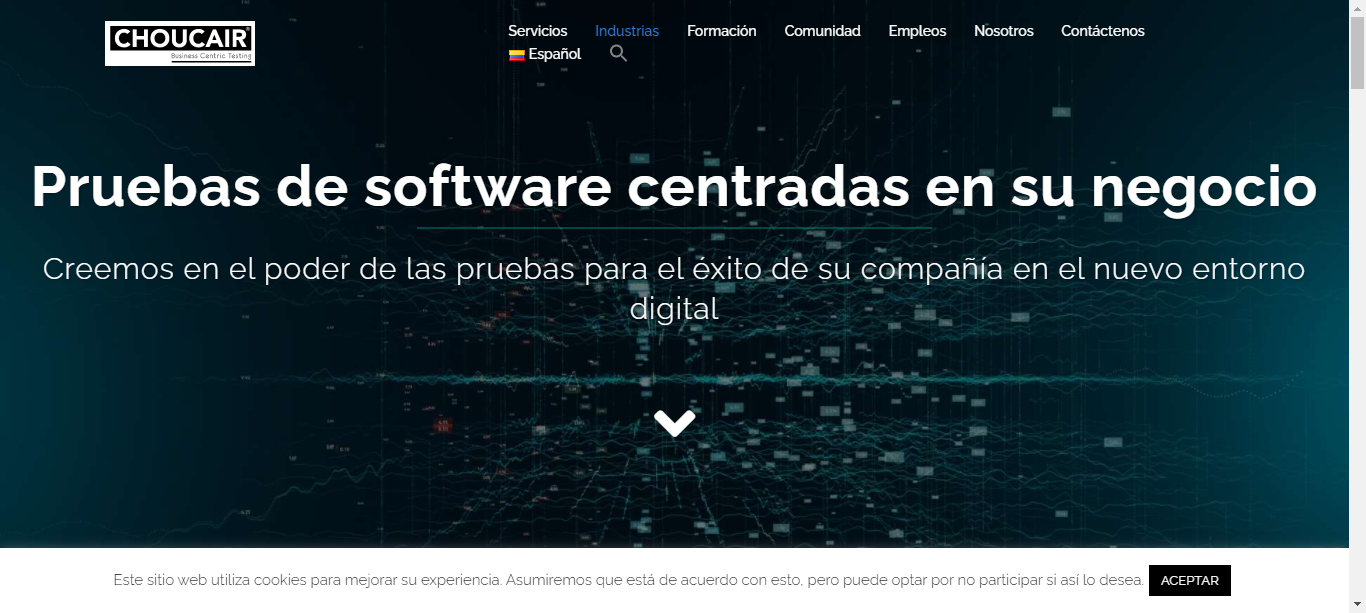 CHOUCAIR
Business Centric Testing
Servicios Industrias Formación Comunidad Empleos Nosotros Contáctenos
Español
Pruebas de software centradas en su negocio
Creemos en el poder de las pruebas para el éxito de su compañía en el nuevo entorno
digital
Este sitio web utiliza cookies para mejorar su experiencia. Asumiremos que está de acuerdo con esto, pero puede optar por no participar si así lo desea. ACEPTAR